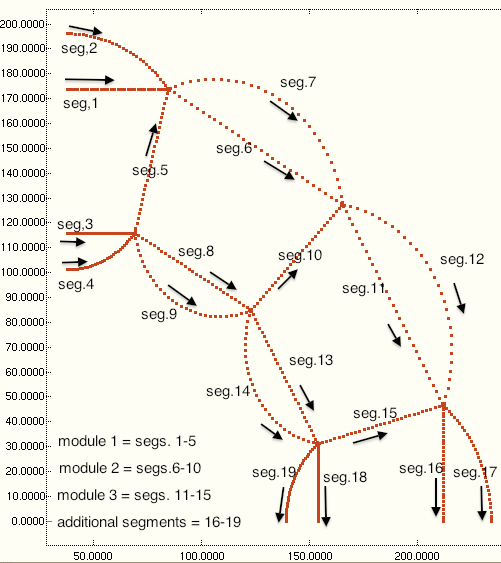 200.0000
190.0000
180.0000
170.0000
160.0000
150.0000
140.0000
130.0000
120.0000
110.0000
100.0000
90.0000
80.0000
70.0000
60.0000
50.0000
40.0000
30.0000
20.0000
10.0000
0.0000
50.0000 100.0000 150.0000 200.0000
seg,2
seg,1
seg.7
seg.6
seg.5
seg,3
seg.4
seg.8
seg.9
seg.10
seg.12
seg.11
seg.13
seg.14
seg.15
seg.16
seg.17
seg.19
seg.18
module 1 = segs. 1-5
module 2 = segs.6-10
module 3 = segs. 11-15
additional segments = 16-19